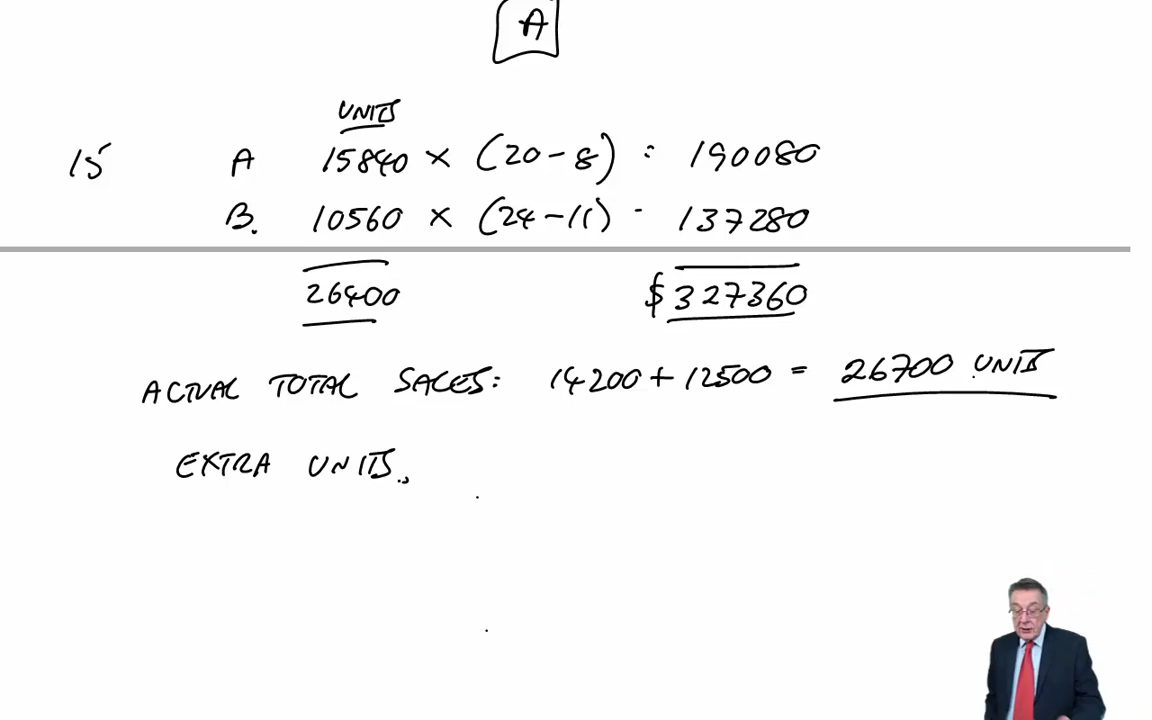 A
UNITS
15 A 15840 × (20-8) : 190080
B. 10560 × (24-11) - 137280
26400 $327360
ACTUAL TOTAL SALES: 14200 + 12500 = 26700 UNITS
EXTRA UNITS.